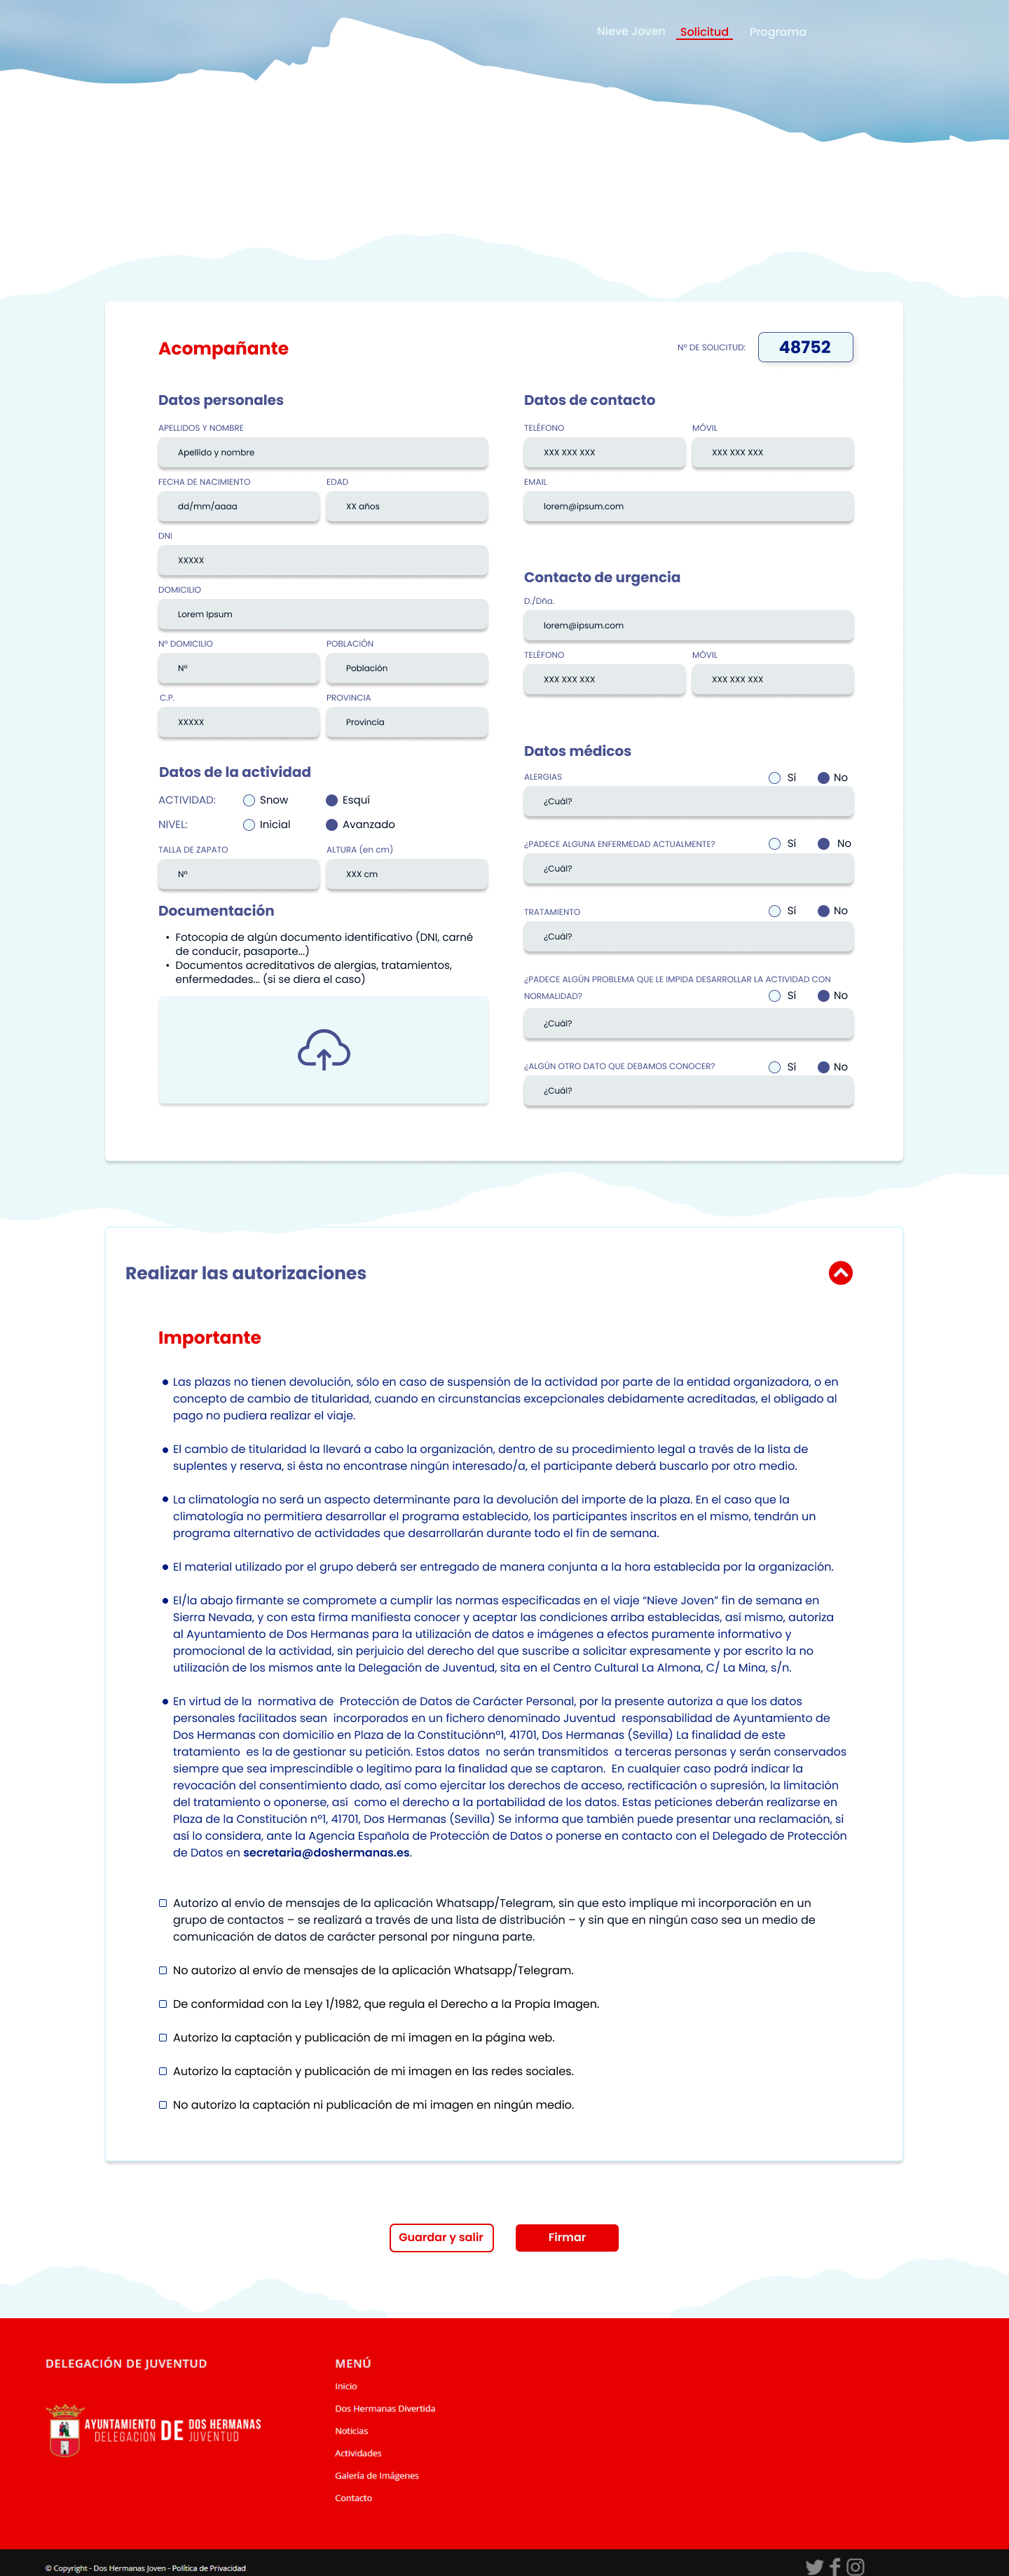 Nieve Joven
Solicitud
Programa
Acompañante
Nº DE SOLICITUD:
48752
Datos personales
APELLIDOS Y NOMBRE
Apellido y nombre
FECHA DE NACIMIENTO
EDAD
dd/mm/aaaa
XX años
DNI
XXXXX
DOMICILIO
Lorem Ipsum
Nº DOMICILIO
POBLACIÓN
Nº
Población
C.P.
PROVINCIA
XXXXX
Provincia
Datos de la actividad
ACTIVIDAD:
Snow
Esquí
NIVEL:
Inicial
Avanzado
TALLA DE ZAPATO
ALTURA (en cm)
Nº
XXX cm
Documentación
• Fotocopia de algún documento identificativo (DNI, carné
de conducir, pasaporte...)
• Documentos acreditativos de alergias, tratamientos,
enfermedades... (si se diera el caso)
Datos de contacto
TELÉFONO
MÓVIL
XXX XXX XXX
XXX XXX XXX
EMAIL
lorem@ipsum.com
Contacto de urgencia
D./Dña.
lorem@ipsum.com
TELÉFONO
MÓVIL
XXX XXX XXX
XXX XXX XXX
Datos médicos
ALERGIAS
Sí
No
¿Cuál?
¿PADECE ALGUNA ENFERMEDAD ACTUALMENTE?
Sí
No
¿Cuál?
TRATAMIENTO
Sí
No
¿Cuál?
¿PADECE ALGÚN PROBLEMA QUE LE IMPIDA DESARROLLAR LA ACTIVIDAD CON
NORMALIDAD?
Sí
No
¿Cuál?
¿ALGÚN OTRO DATO QUE DEBAMOS CONOCER?
Sí
No
¿Cuál?
Realizar las autorizaciones
Importante
• Las plazas no tienen devolución, sólo en caso de suspensión de la actividad por parte de la entidad organizadora, o en
concepto de cambio de titularidad, cuando en circunstancias excepcionales debidamente acreditadas, el obligado al
pago no pudiera realizar el viaje.
• El cambio de titularidad la llevará a cabo la organización, dentro de su procedimiento legal a través de la lista de
suplentes y reserva, si ésta no encontrase ningún interesado/a, el participante deberá buscarlo por otro medio.
• La climatología no será un aspecto determinante para la devolución del importe de la plaza. En el caso que la
climatología no permitiera desarrollar el programa establecido, los participantes inscritos en el mismo, tendrán un
programa alternativo de actividades que desarrollarán durante todo el fin de semana.
• El material utilizado por el grupo deberá ser entregado de manera conjunta a la hora establecida por la organización.
• El/la abajo firmante se compromete a cumplir las normas especificadas en el viaje “Nieve Joven” fin de semana en
Sierra Nevada, y con esta firma manifiesta conocer y aceptar las condiciones arriba establecidas, así mismo, autoriza
al Ayuntamiento de Dos Hermanas para la utilización de datos e imágenes a efectos puramente informativo y
promocional de la actividad, sin perjuicio del derecho del que suscribe a solicitar expresamente y por escrito la no
utilización de los mismos ante la Delegación de Juventud, sita en el Centro Cultural La Almona, C/ La Mina, s/n.
• En virtud de la normativa de Protección de Datos de Carácter Personal, por la presente autoriza a que los datos
personales facilitados sean incorporados en un fichero denominado Juventud responsabilidad de Ayuntamiento de
Dos Hermanas con domicilio en Plaza de la Constituciónnº1, 41701, Dos Hermanas (Sevilla) La finalidad de este
tratamiento es la de gestionar su petición. Estos datos no serán transmitidos a terceras personas y serán conservados
siempre que sea imprescindible o legítimo para la finalidad que se captaron. En cualquier caso podrá indicar la
revocación del consentimiento dado, así como ejercitar los derechos de acceso, rectificación o supresión, la limitación
del tratamiento o oponerse, así como el derecho a la portabilidad de los datos. Estas peticiones deberán realizarse en
Plaza de la Constitución nº1, 41701, Dos Hermanas (Sevilla) Se informa que también puede presentar una reclamación, si
así lo considera, ante la Agencia Española de Protección de Datos o ponerse en contacto con el Delegado de Protección
de Datos en secretaria@doshermanas.es.
Autorizo al envío de mensajes de la aplicación Whatsapp/Telegram, sin que esto implique mi incorporación en un
grupo de contactos – se realizará a través de una lista de distribución – y sin que en ningún caso sea un medio de
comunicación de datos de carácter personal por ninguna parte.
No autorizo al envío de mensajes de la aplicación Whatsapp/Telegram.
De conformidad con la Ley 1/1982, que regula el Derecho a la Propia Imagen.
Autorizo la captación y publicación de mi imagen en la página web.
Autorizo la captación y publicación de mi imagen en las redes sociales.
No autorizo la captación ni publicación de mi imagen en ningún medio.
Guardar y salir
Firmar
DELEGACIÓN DE JUVENTUD
AYUNTAMIENTO DE DOS HERMANAS
DELEGACIÓN JUVENTUD
MENÚ
Inicio
Dos Hermanas Divertida
Noticias
Actividades
Galería de Imágenes
Contacto
© Copyright - Dos Hermanas Joven - Política de Privacidad